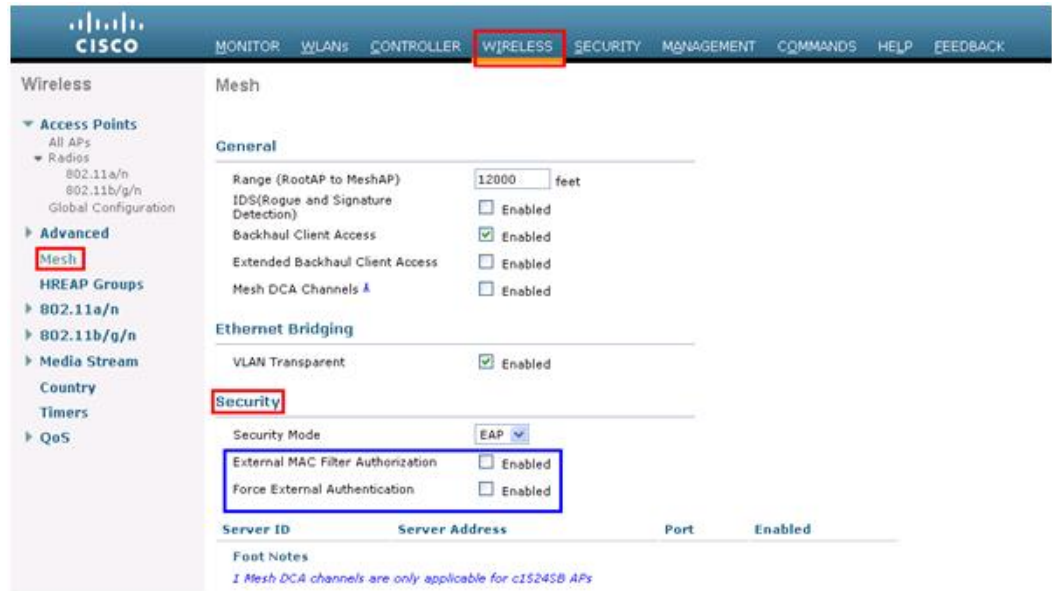 CISCO
MONITOR WLANs CONTROLLER WIRELESS SECURITY MANAGEMENT COMMANDS HELP FEEDBACK
Wireless
Access Points
All APs
Radios
802.11a/n
802.11b/g/n
Global Configuration
Advanced
Mesh
HREAP Groups
802.11a/n
802.11b/g/n
Media Stream
Country
Timers
QoS
Mesh
General
Range (RootAP to MeshAP) 12000 feet
IDS(Rogue and Signature
Detection) Enabled
Backhaul Client Access Enabled
Extended Backhaul Client Access Enabled
Mesh DCA Channels 1 Enabled
Ethernet Bridging
VLAN Transparent Enabled
Security
Security Mode EAP
External MAC Filter Authorization Enabled
Force External Authentication Enabled
Server ID Server Address Port Enabled
Foot Notes
1 Mesh DCA channels are only applicable for c1524SB APs